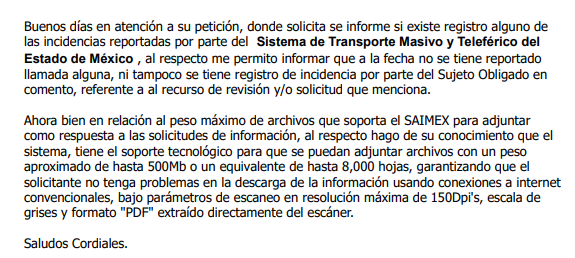 Buenos días en atención a su petición, donde solicita se informe si existe registro alguno de
las incidencias reportadas por parte del Sistema de Transporte Masivo y Teleférico del
Estado de México , al respecto me permito informar que a la fecha no se tiene reportado
llamada alguna, ni tampoco se tiene registro de incidencia por parte del Sujeto Obligado en
comento, referente a al recurso de revisión y/o solicitud que menciona.
Ahora bien en relación al peso máximo de archivos que soporta el SAIMEX para adjuntar
como respuesta a las solicitudes de información, al respecto hago de su conocimiento que el
sistema, tiene el soporte tecnológico para que se puedan adjuntar archivos con un peso
aproximado de hasta 500Mb o un equivalente de hasta 8,000 hojas, garantizando que el
solicitante no tenga problemas en la descarga de la información usando conexiones a internet
convencionales, bajo parámetros de escaneo en resolución máxima de 150Dpi's, escala de
grises y formato "PDF" extraído directamente del escáner.
Saludos Cordiales.